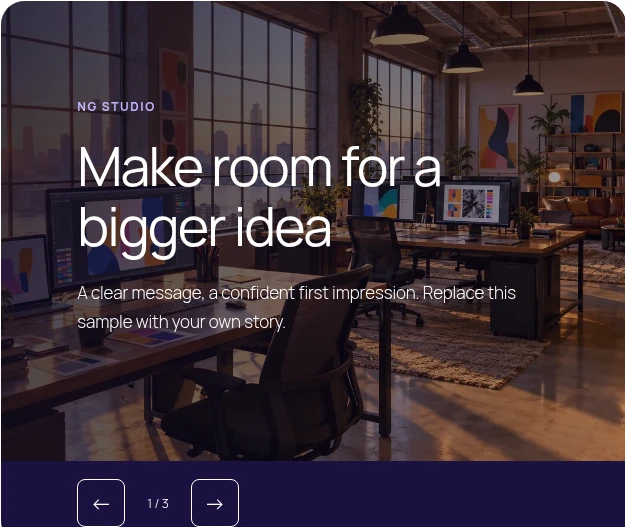 NG STUDIO
Make room for a
bigger idea
A clear message, a confident first impression. Replace this
sample with your own story.
← 1 / 3 →